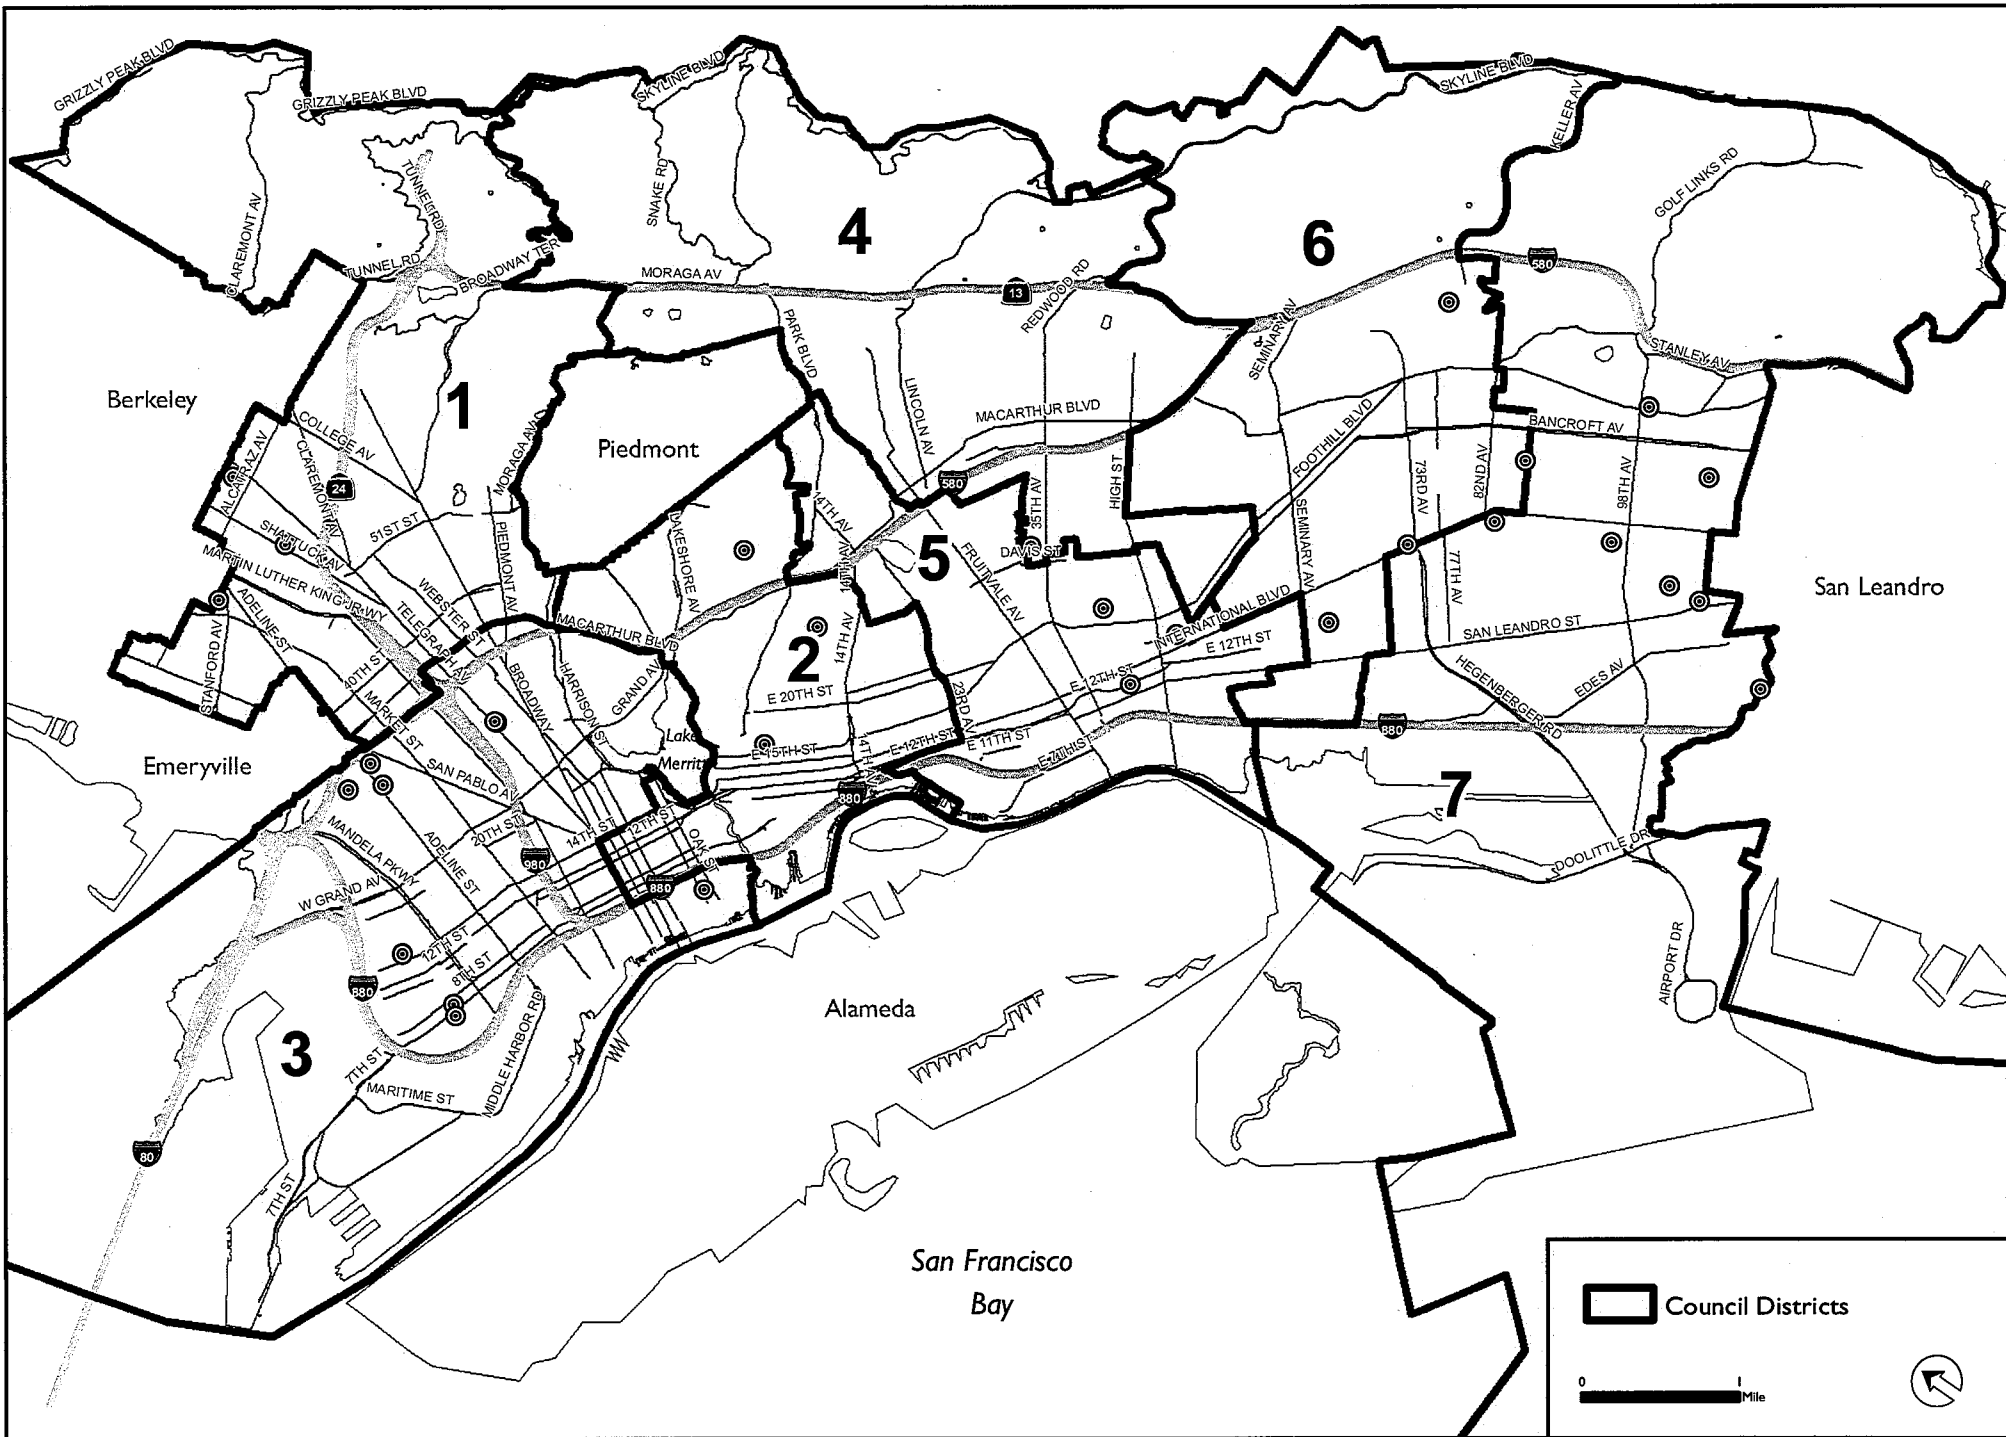 GRIZZLY PEAK BLVD
GRIZZLY PEAK BLVD
SKYLINE BLVD
SKYLINE BLVD
KELLER AV
GOLF LINKS RD
CLAREMONT AV
TUNNEL RD
SNAKE RD
4
6
TUNNEL RD
BROADWAY TER
MORAGA AV
13
REDWOOD RD
580
SEMINARY AV
PARK BLVD
STANLEY AV
Berkeley
1
COLLEGE AV
ALCATRAZ AV
CLAREMONT AV
24
MORAGA AV
Piedmont
LINCOLN AV
MACARTHUR BLVD
FOOTHILL BLVD
BANCROFT AV
HIGH ST
35TH AV
580
73RD AV
82ND AV
98TH AV
SHATTUCK AV
51ST ST
PIEDMONT AV
LAKESHORE AV
14TH AV
14TH AV
5
DAVIS ST
FRUITVALE AV
SEMINARY AV
77TH AV
San Leandro
MARTIN LUTHER KING JR WY
ADELINE ST
STANFORD AV
WEBSTER ST
TELEGRAPH AV
MACARTHUR BLVD
2
14TH AV
INTERNATIONAL BLVD
E 12TH ST
SAN LEANDRO ST
40TH ST
MARKET ST
BROADWAY
HARRISON ST
GRAND AV
E 20TH ST
23RD AV
E 12TH ST
HEGENBERGER RD
EDES AV
Emeryville
Lake
Merritt
E 15TH ST
14TH AV
E 12TH ST
E 11TH ST
E 7TH ST
880
SAN PABLO AV
880
7
MANDELA PKWY
ADELINE ST
20TH ST
14TH ST
12TH ST
OAK ST
980
880
DOOLITTLE DR
W GRAND AV
12TH ST
8TH ST
880
AIRPORT DR
3
Alameda
7TH ST
MARITIME ST
MIDDLE HARBOR RD
80
7TH ST
San Francisco
Bay
Council Districts
0 1
Mile